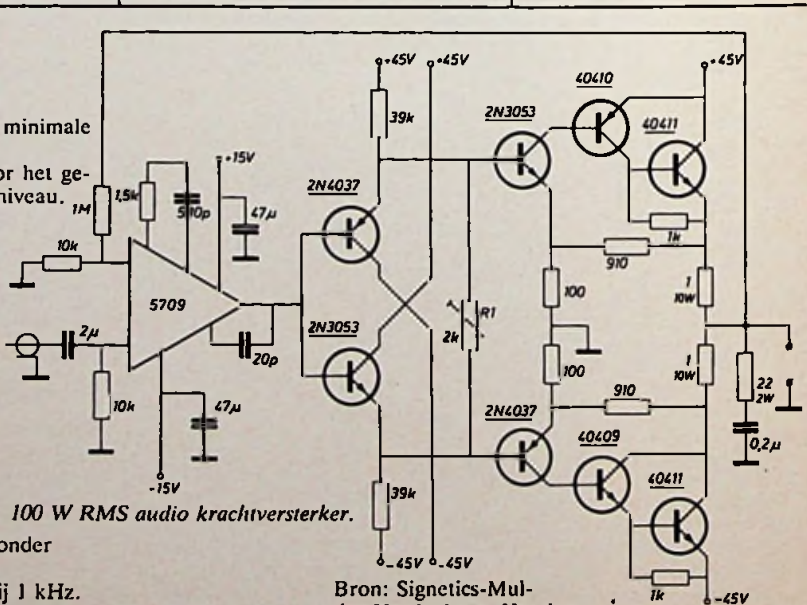 minimale
or het ge-
niveau.
+45V
+45V
40410
+45V
39k
2N3053
40411
1M
1,5k
+15V
2N4037
47µ
1k
10k
910
5709
100
1
10W
R1
2k
2N3053
2µ
20p
100
1
10W
22
2W
10k
47µ
910
2N4037
40409
0,2µ
40411
-15V
39k
100 W RMS audio krachtversterker.
onder
-45V
-45V
ij 1 kHz.
Bron: Signetics-Mul-
1k
-45V